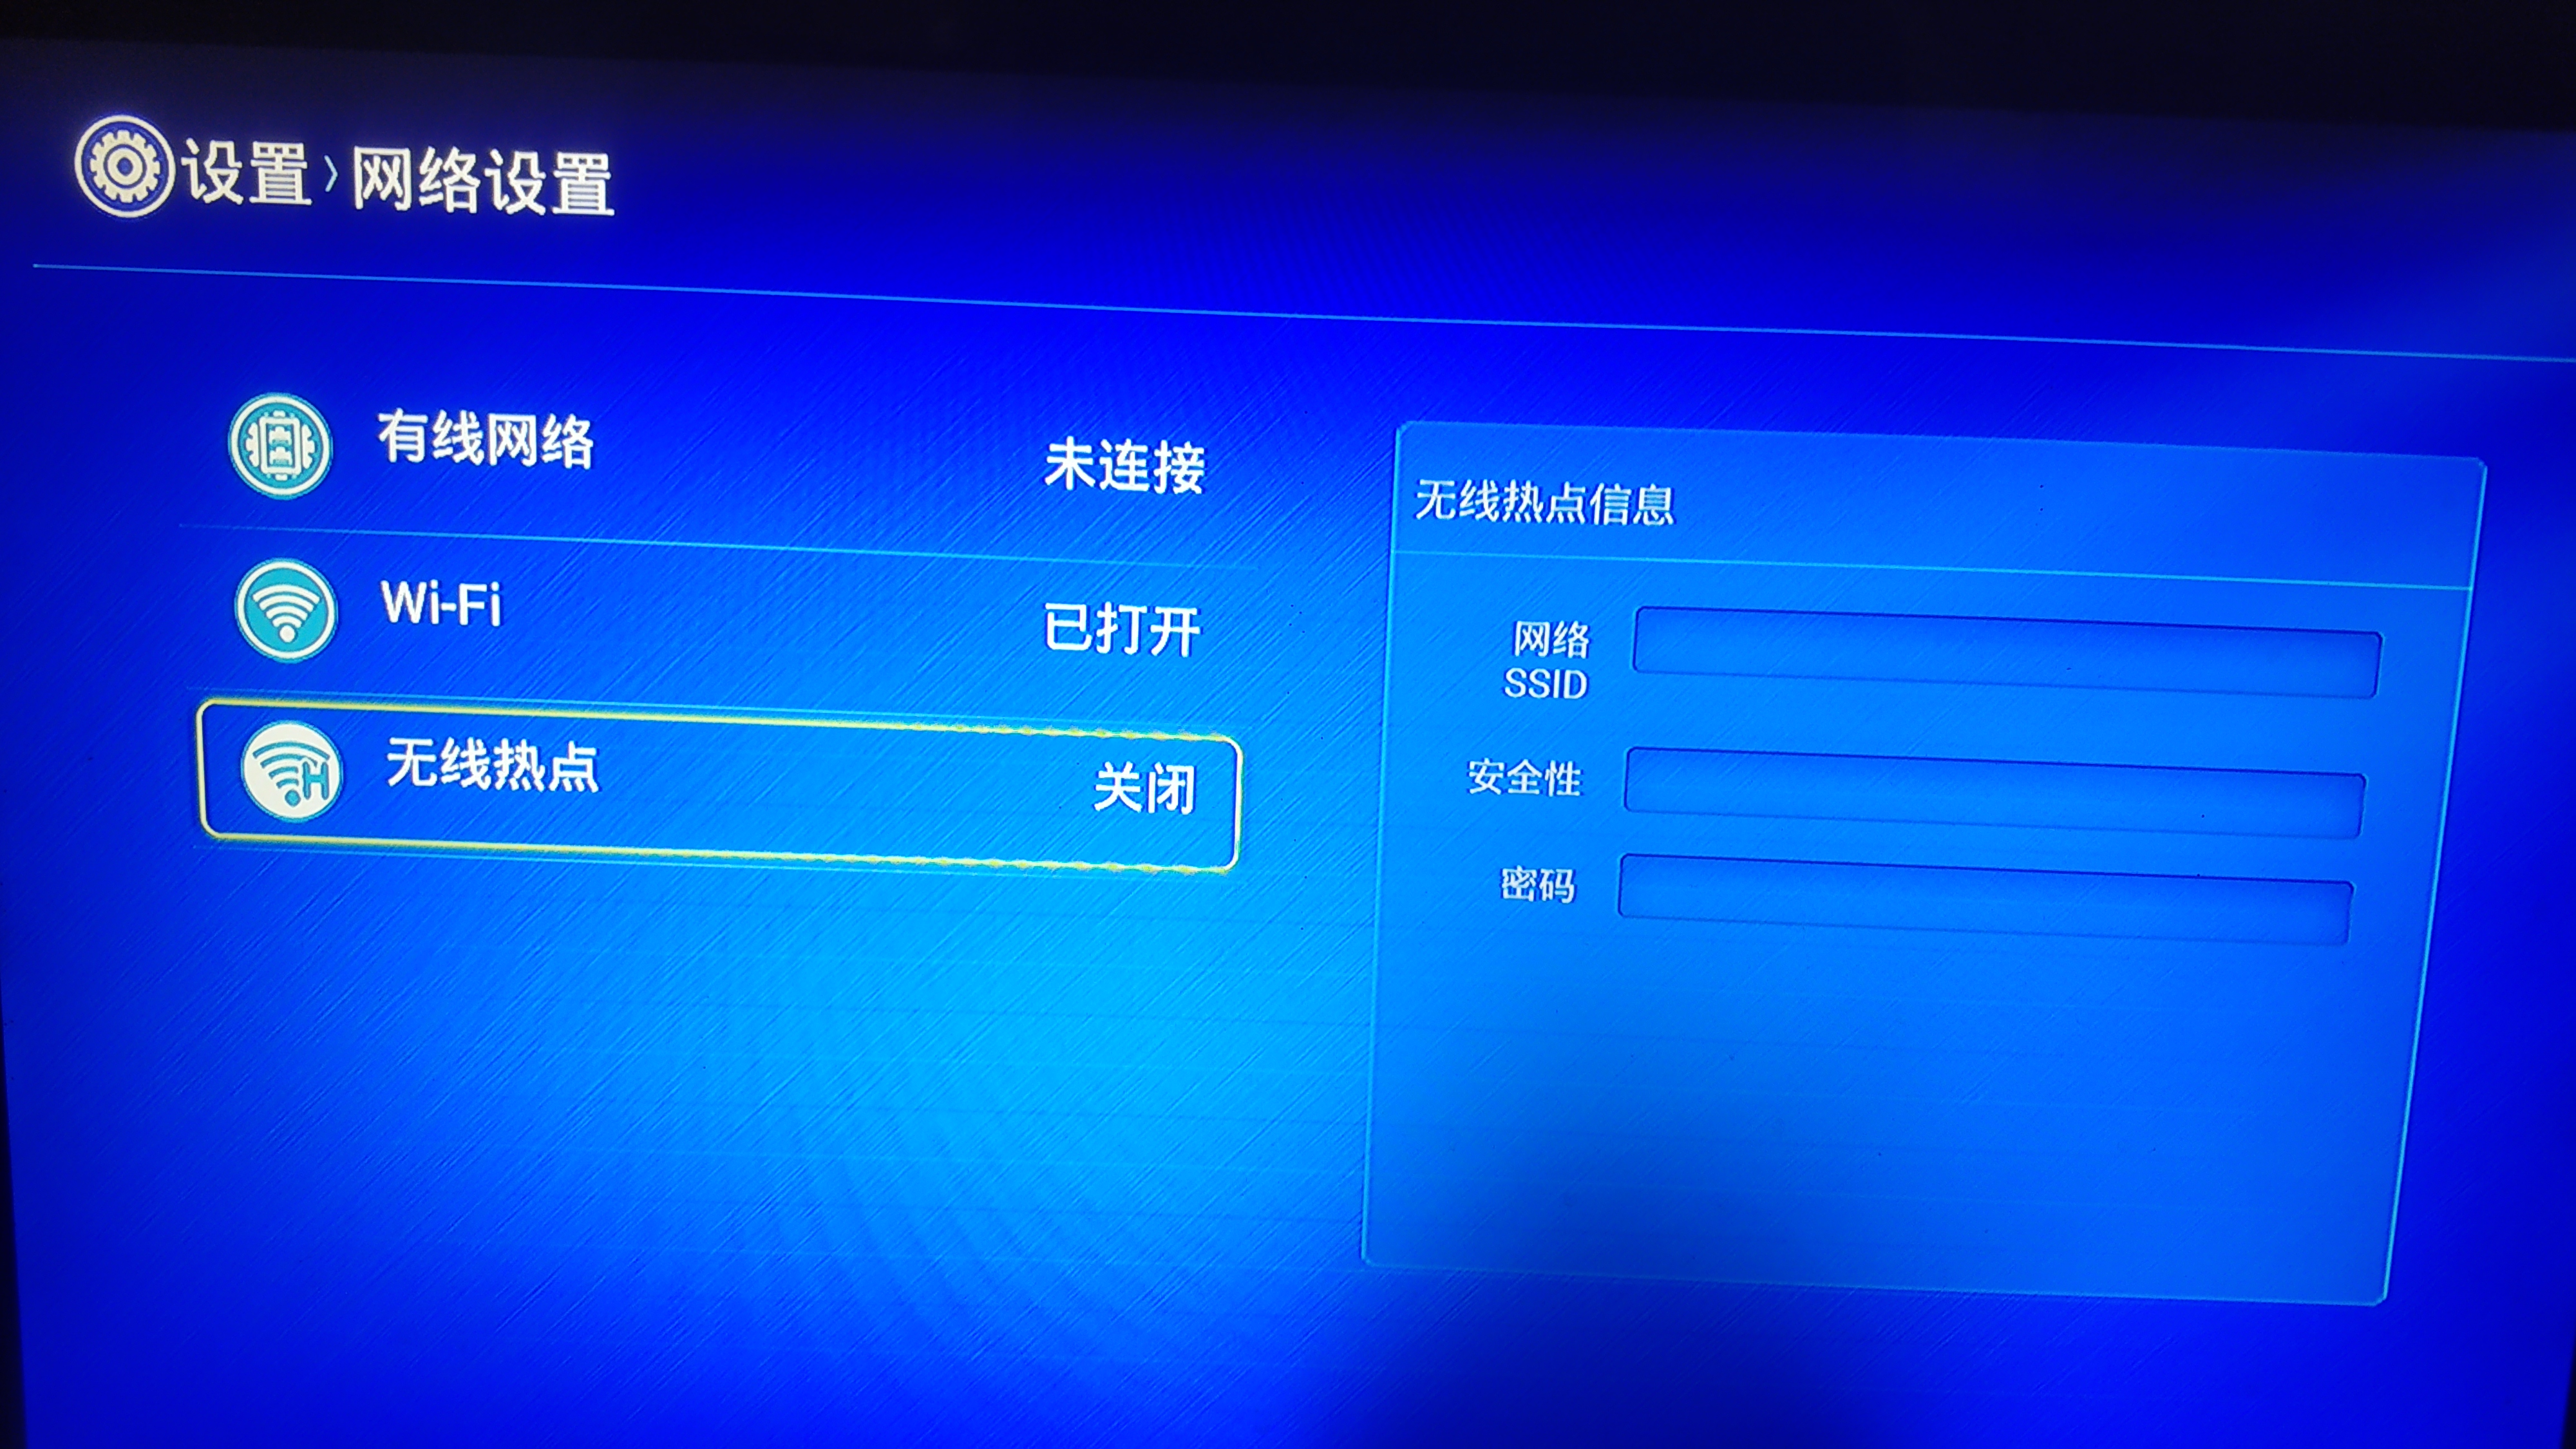 设置 › 网络设置
有线网络 未连接
Wi-Fi 已打开
无线热点 关闭
无线热点信息
网络
SSID
安全性
密码